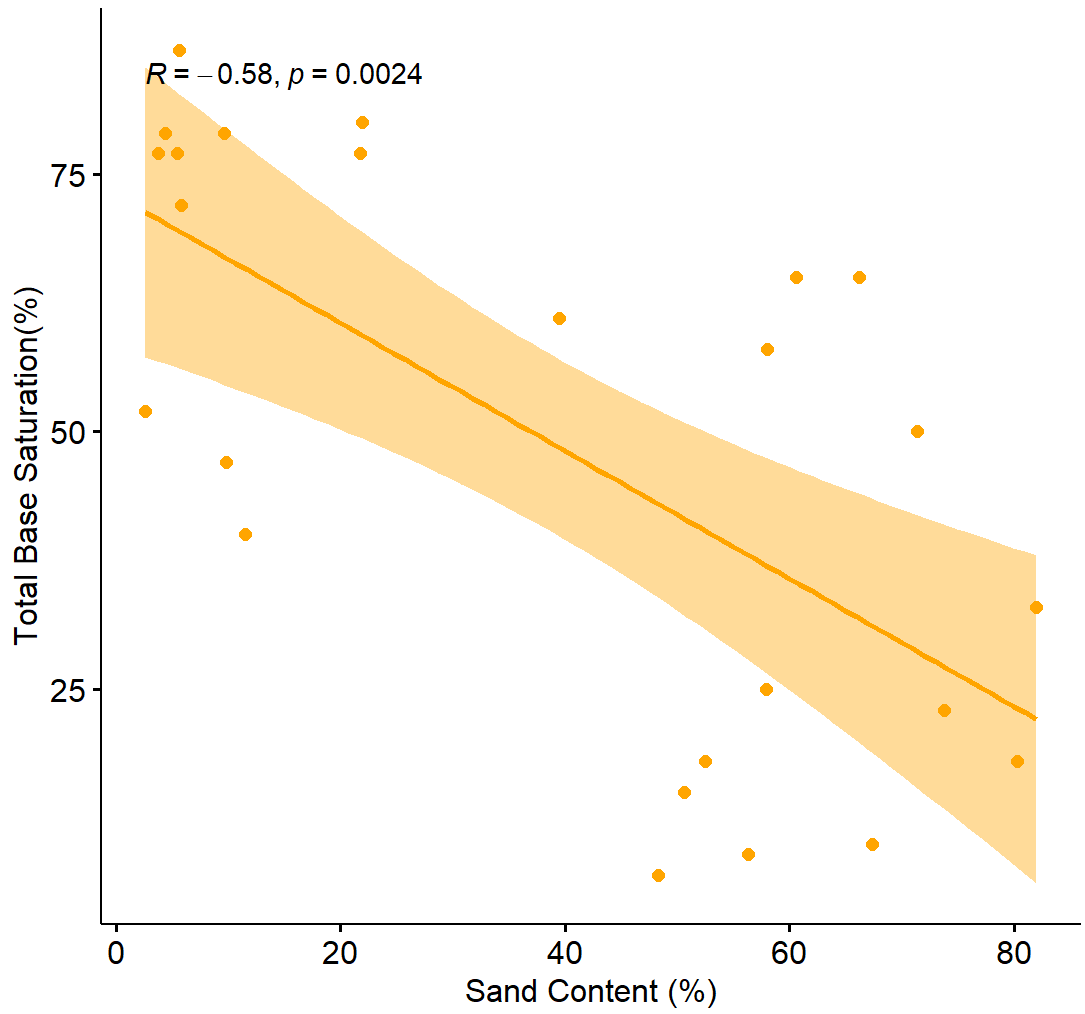 R = −0.58, p = 0.0024
75
50
25
Total Base Saturation(%)
0 20 40 60 80
Sand Content (%)